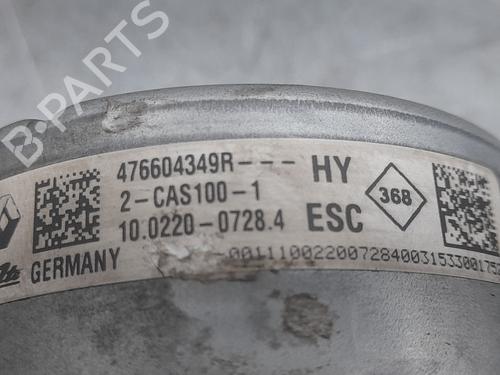 B-PARTS
476604349R--- HY
2-CAS100-1
368
10.0220-0728.4 ESC
GERMANY